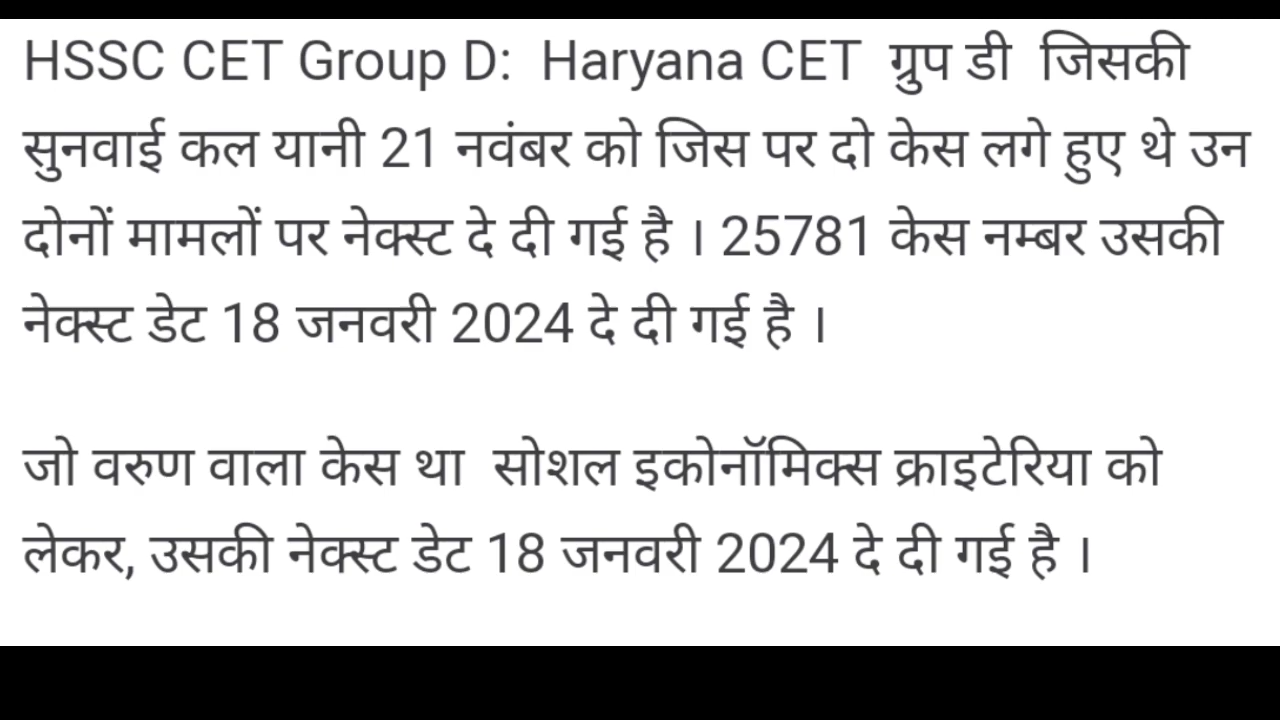 HSSC CET Group D: Haryana CET ग्रुप डी जिसकी
सुनवाई कल यानी 21 नवंबर को जिस पर दो केस लगे हुए थे उन
दोनों मामलों पर नेक्स्ट दे दी गई है । 25781 केस नम्बर उसकी
नेक्स्ट डेट 18 जनवरी 2024 दे दी गई है ।
जो वरुण वाला केस था सोशल इकोनॉमिक्स क्राइटेरिया को
लेकर, उसकी नेक्स्ट डेट 18 जनवरी 2024 दे दी गई है ।